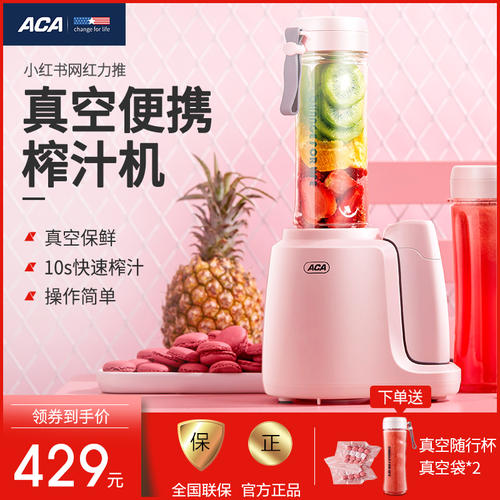 ACA
change for life
小红书网红力推
真空便携
榨汁机
真空保鲜
10s快速榨汁
操作简单
ACA
下单送
领券到手价
429元
保
正
全国联保
官方正品
真空随行杯
真空袋*2